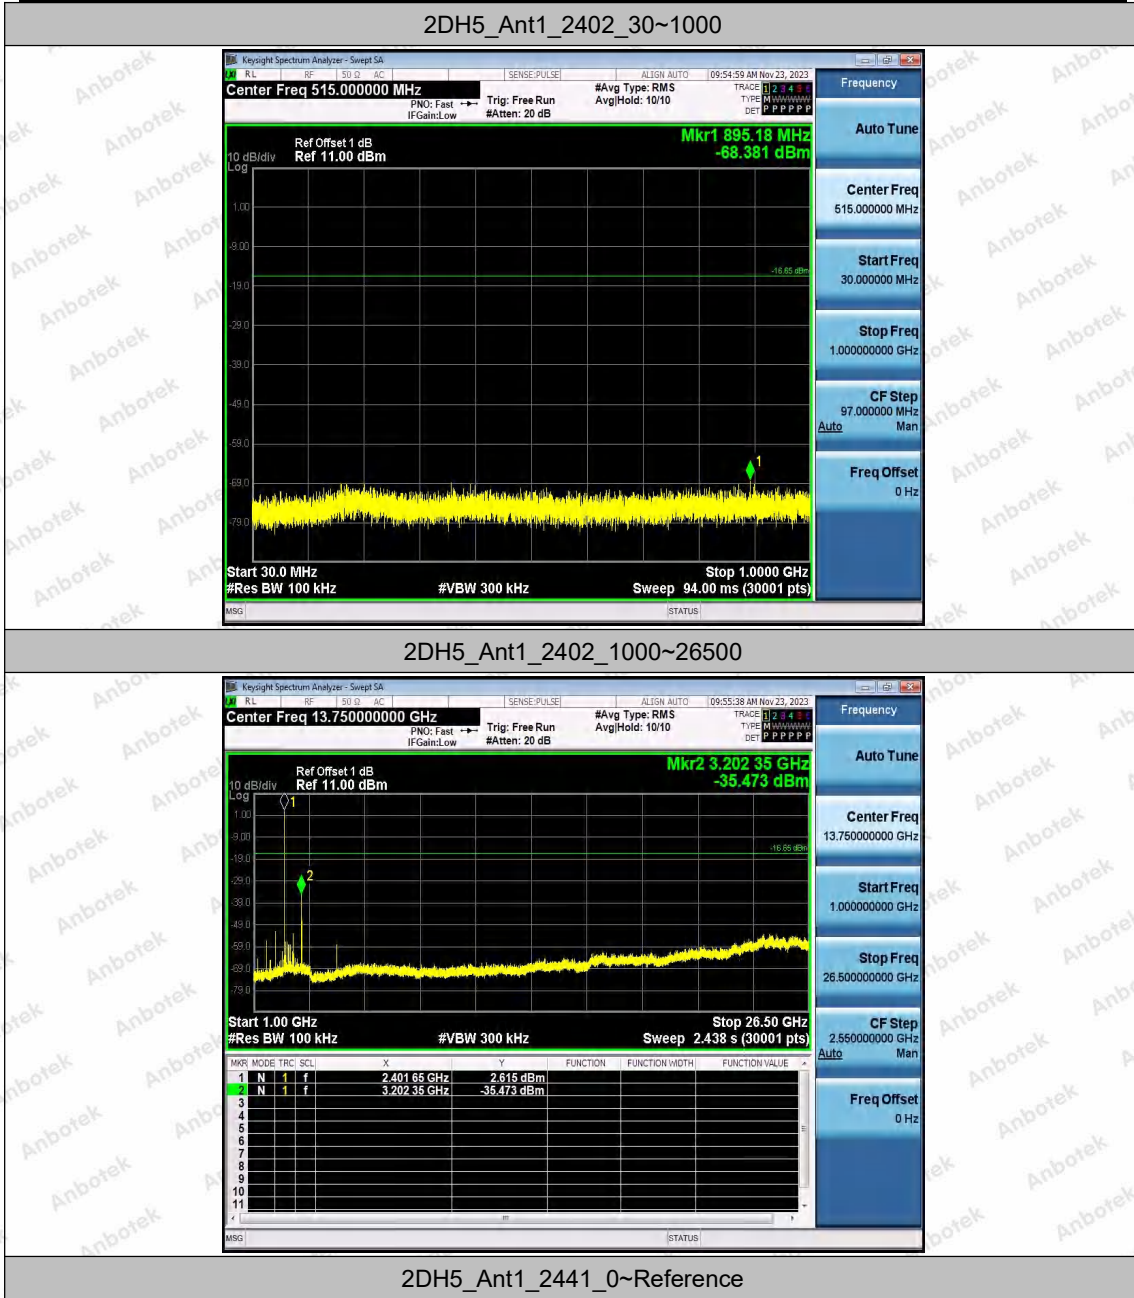 2DH5_Ant1_2402_30~1000
Keysight Spectrum Analyzer - Swept SA
RL RF 50 Ω AC SENSE:PULSE ALIGN AUTO 09:54:59 AM Nov 23, 2023
Center Freq 515.000000 MHz
PNO: Fast
IFGain:Low
Trig: Free Run
#Atten: 20 dB
#Avg Type: RMS
Avg|Hold: 10/10
TRACE 1 2 3 4 5 6
TYPE M WWWWW
DET P P P P P P
Mkr1 895.18 MHz
-68.381 dBm
Ref Offset 1 dB
10 dB/div Ref 11.00 dBm
Log
1.00
-9.00
-16.65 dBm
-19.0
-29.0
-39.0
-49.0
-59.0
1
-69.0
-79.0
Start 30.0 MHz Stop 1.0000 GHz
#Res BW 100 kHz #VBW 300 kHz Sweep 94.00 ms (30001 pts)
MSG STATUS
Frequency
Auto Tune
Center Freq
515.000000 MHz
Start Freq
30.000000 MHz
Stop Freq
1.000000000 GHz
CF Step
97.000000 MHz
Auto Man
Freq Offset
0 Hz
2DH5_Ant1_2402_1000~26500
Keysight Spectrum Analyzer - Swept SA
RL RF 50 Ω AC SENSE:PULSE ALIGN AUTO 09:55:38 AM Nov 23, 2023
Center Freq 13.750000000 GHz
PNO: Fast
IFGain:Low
Trig: Free Run
#Atten: 20 dB
#Avg Type: RMS
Avg|Hold: 10/10
TRACE 1 2 3 4 5 6
TYPE M WWWWW
DET P P P P P P
Mkr2 3.202 35 GHz
-35.473 dBm
Ref Offset 1 dB
10 dB/div Ref 11.00 dBm
Log
1
1.00
-9.00
-16.65 dBm
-19.0
2
-29.0
-39.0
-49.0
-59.0
-69.0
-79.0
Start 1.00 GHz Stop 26.50 GHz
#Res BW 100 kHz #VBW 300 kHz Sweep 2.438 s (30001 pts)
MKR MODE TRC SCL X Y FUNCTION FUNCTION WIDTH FUNCTION VALUE
1 N 1 f 2.401 65 GHz 2.615 dBm
2 N 1 f 3.202 35 GHz -35.473 dBm
3
4
5
6
7
8
9
10
11
MSG STATUS
Frequency
Auto Tune
Center Freq
13.750000000 GHz
Start Freq
1.000000000 GHz
Stop Freq
26.500000000 GHz
CF Step
2.550000000 GHz
Auto Man
Freq Offset
0 Hz
2DH5_Ant1_2441_0~Reference
Anbotek